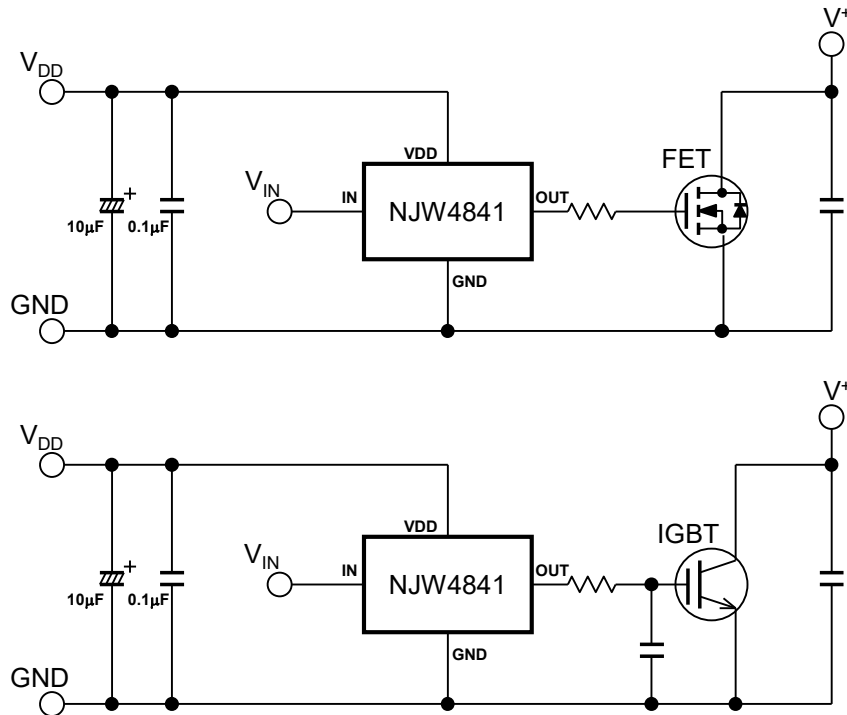 V+
VDD
VDD
FET
VIN
IN
NJW4841
OUT
+
10µF
0.1µF
GND
GND
V+
VDD
VDD
IGBT
VIN
IN
NJW4841
OUT
+
10µF
0.1µF
GND
GND